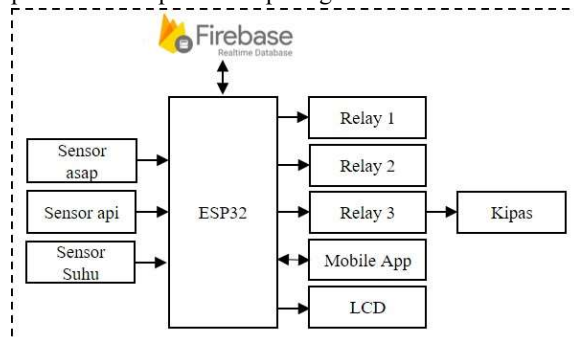 Firebase
Realtime Database
Sensor
asap
Sensor api
Sensor
Suhu
ESP32
Relay 1
Relay 2
Relay 3
Kipas
Mobile App
LCD